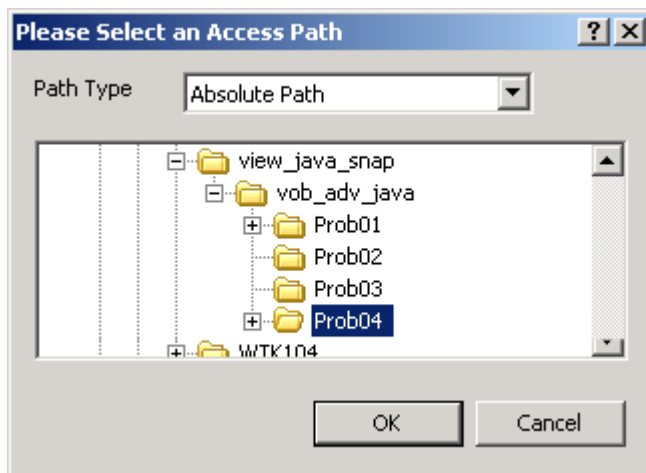 Please Select an Access Path
Path Type
Absolute Path
view_java_snap
vob_adv_java
Prob01
Prob02
Prob03
Prob04
WTK104
OK
Cancel